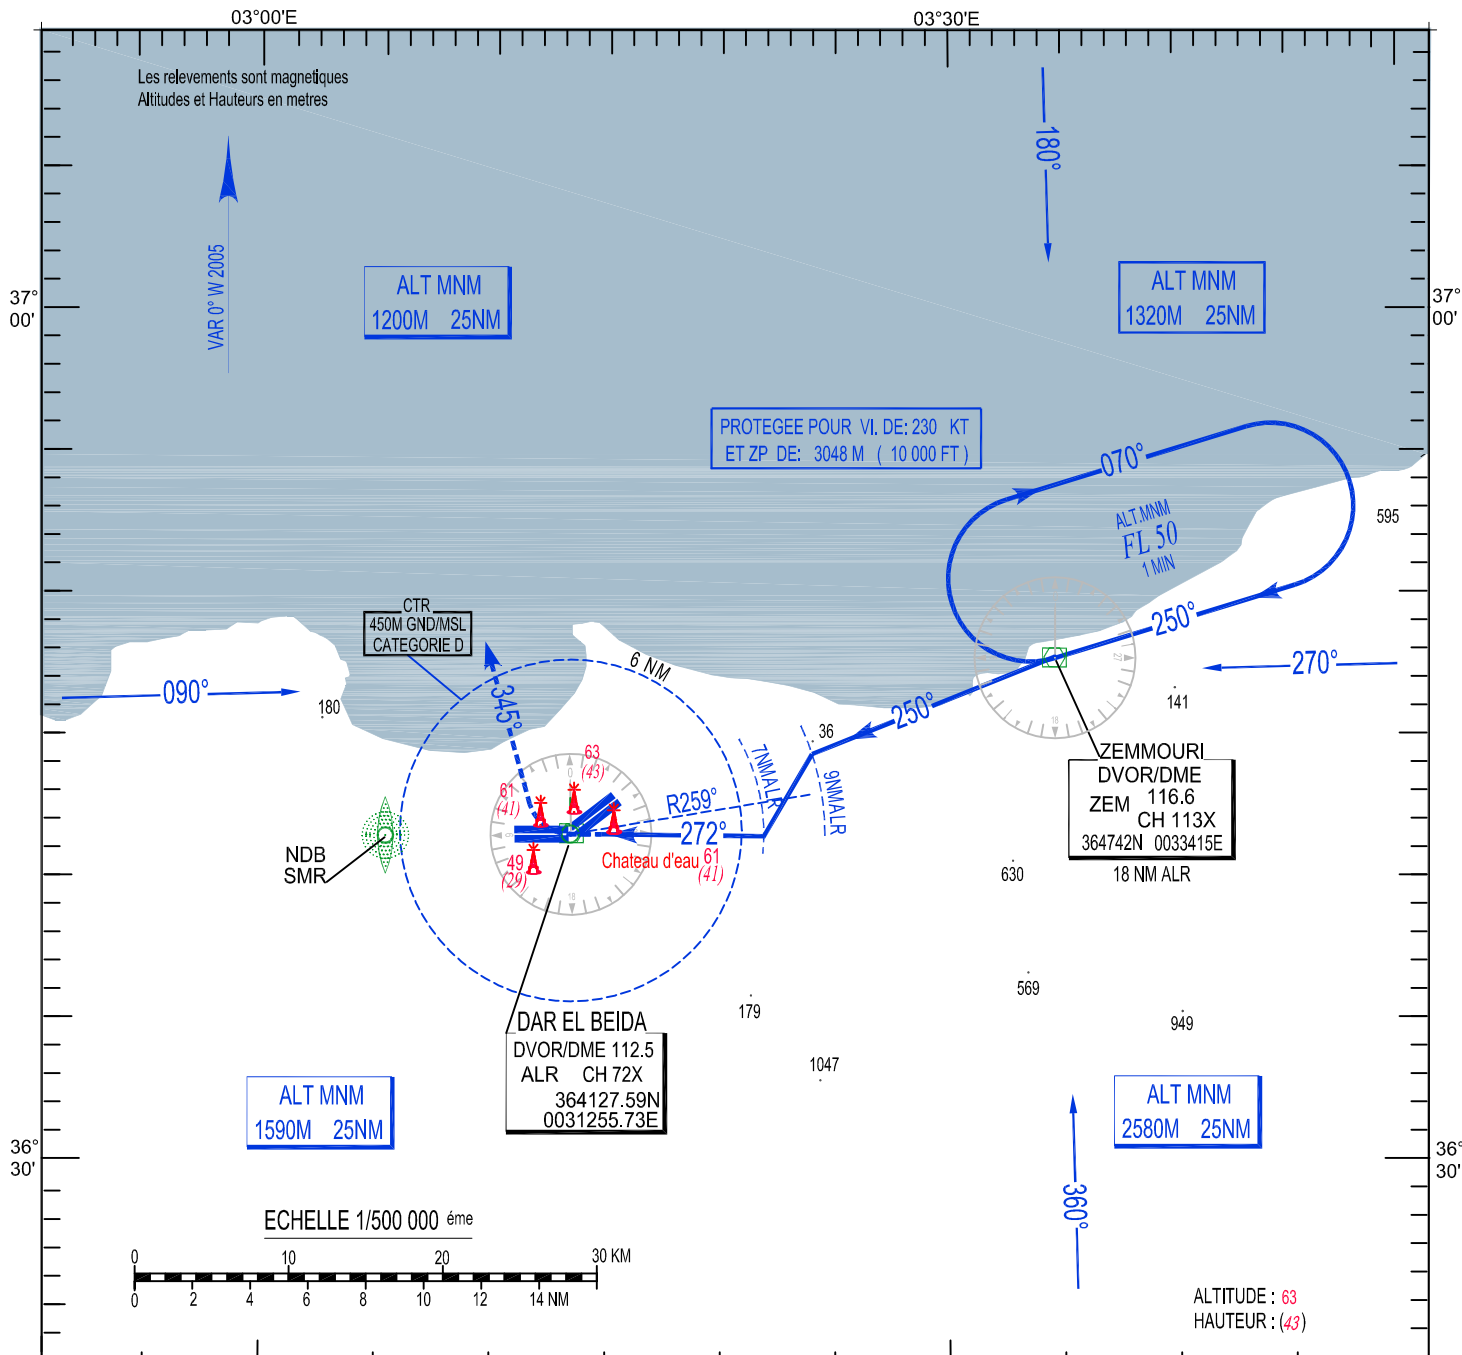 03°00'E
03°30'E
Les relevements sont magnetiques
Altitudes et Hauteurs en metres
180°
VAR 0° W 2005
ALT MNM
1200M 25NM
ALT MNM
1320M 25NM
37°
00'
37°
00'
PROTEGEE POUR VI. DE: 230 KT
ET ZP DE: 3048 M ( 10 000 FT )
070°
ALT.MNM
FL 50
1 MIN
595
250°
CTR
450M GND/MSL
CATEGORIE D
6 NM
270°
27
090°
180
345°
250°
141
36
18
63
(43)
0
7NMALR
9NMALR
ZEMMOURI
DVOR/DME
ZEM 116.6
CH 113X
364742N 0033415E
18 NM ALR
61
(41)
R259°
272°
9
NDB
SMR
49
(29)
Chateau d'eau 61
(41)
18
630
569
179
949
DAR EL BEIDA
DVOR/DME 112.5
ALR CH 72X
364127.59N
0031255.73E
1047
ALT MNM
1590M 25NM
ALT MNM
2580M 25NM
36°
30'
36°
30'
360°
ECHELLE 1/500 000 éme
0 10 20 30 KM
0 2 4 6 8 10 12 14 NM
ALTITUDE : 63
HAUTEUR : (43)